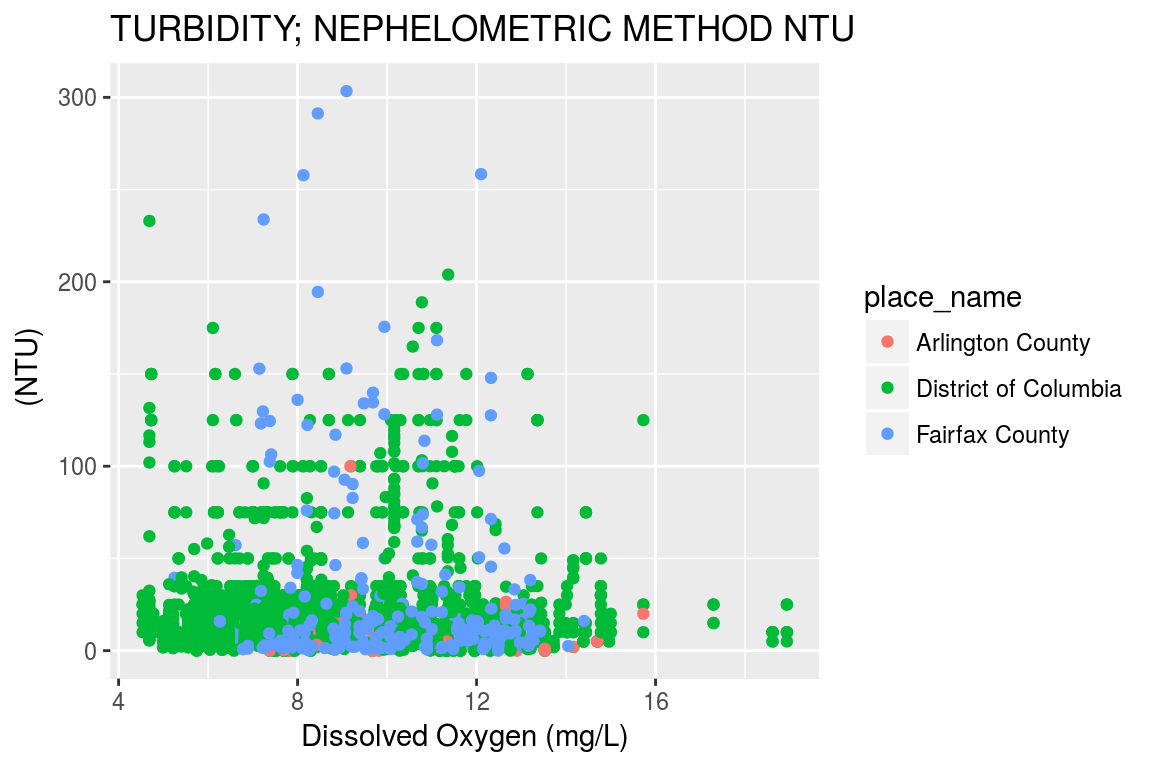 TURBIDITY; NEPHELOMETRIC METHOD NTU
300
200
100
0
(NTU)
4 8 12 16
Dissolved Oxygen (mg/L)
place_name
Arlington County
District of Columbia
Fairfax County